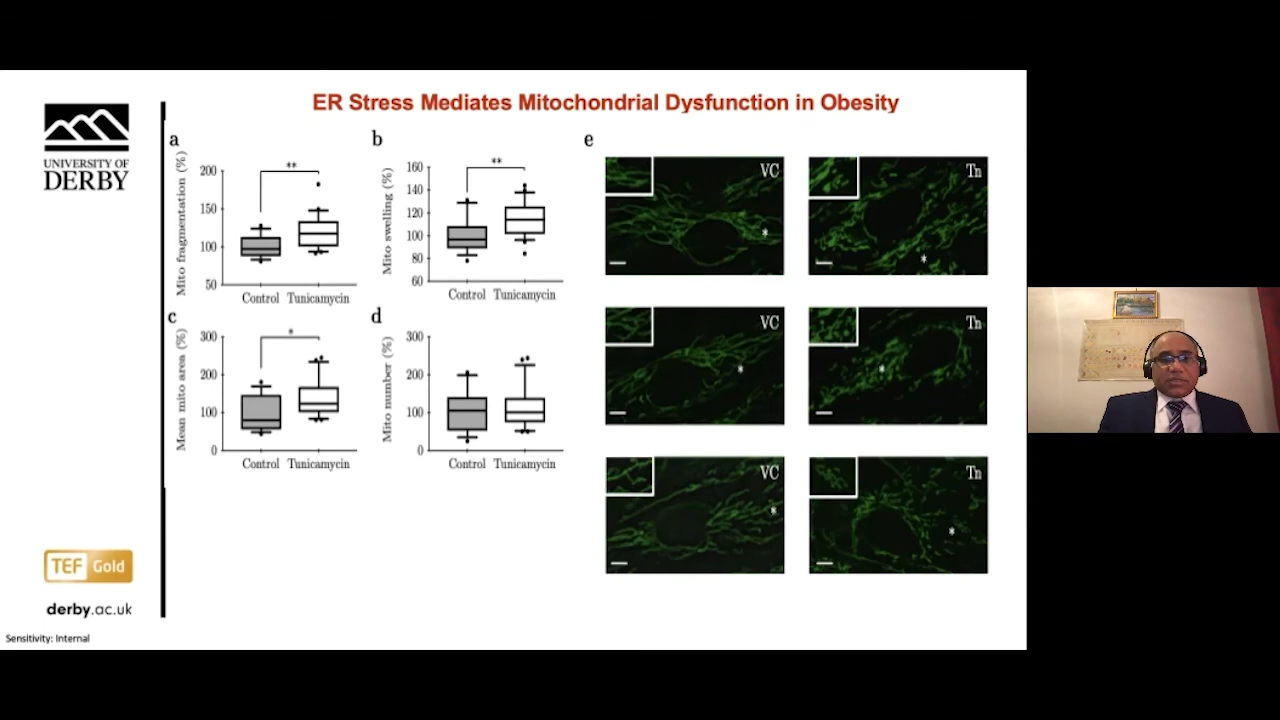 ER Stress Mediates Mitochondrial Dysfunction in Obesity
UNIVERSITY OF
DERBY
a
Mito fragmentation (%)
200
150
100
50
**
Control Tunicamycin
b
Mito swelling (%)
160
140
120
100
80
60
**
Control Tunicamycin
c
Mean mito area (%)
300
200
100
0
*
Control Tunicamycin
d
Mito number (%)
300
200
100
0
Control Tunicamycin
e
VC
*
Tn
*
VC
*
Tn
*
VC
*
Tn
*
TEF Gold
derby.ac.uk
Sensitivity: Internal